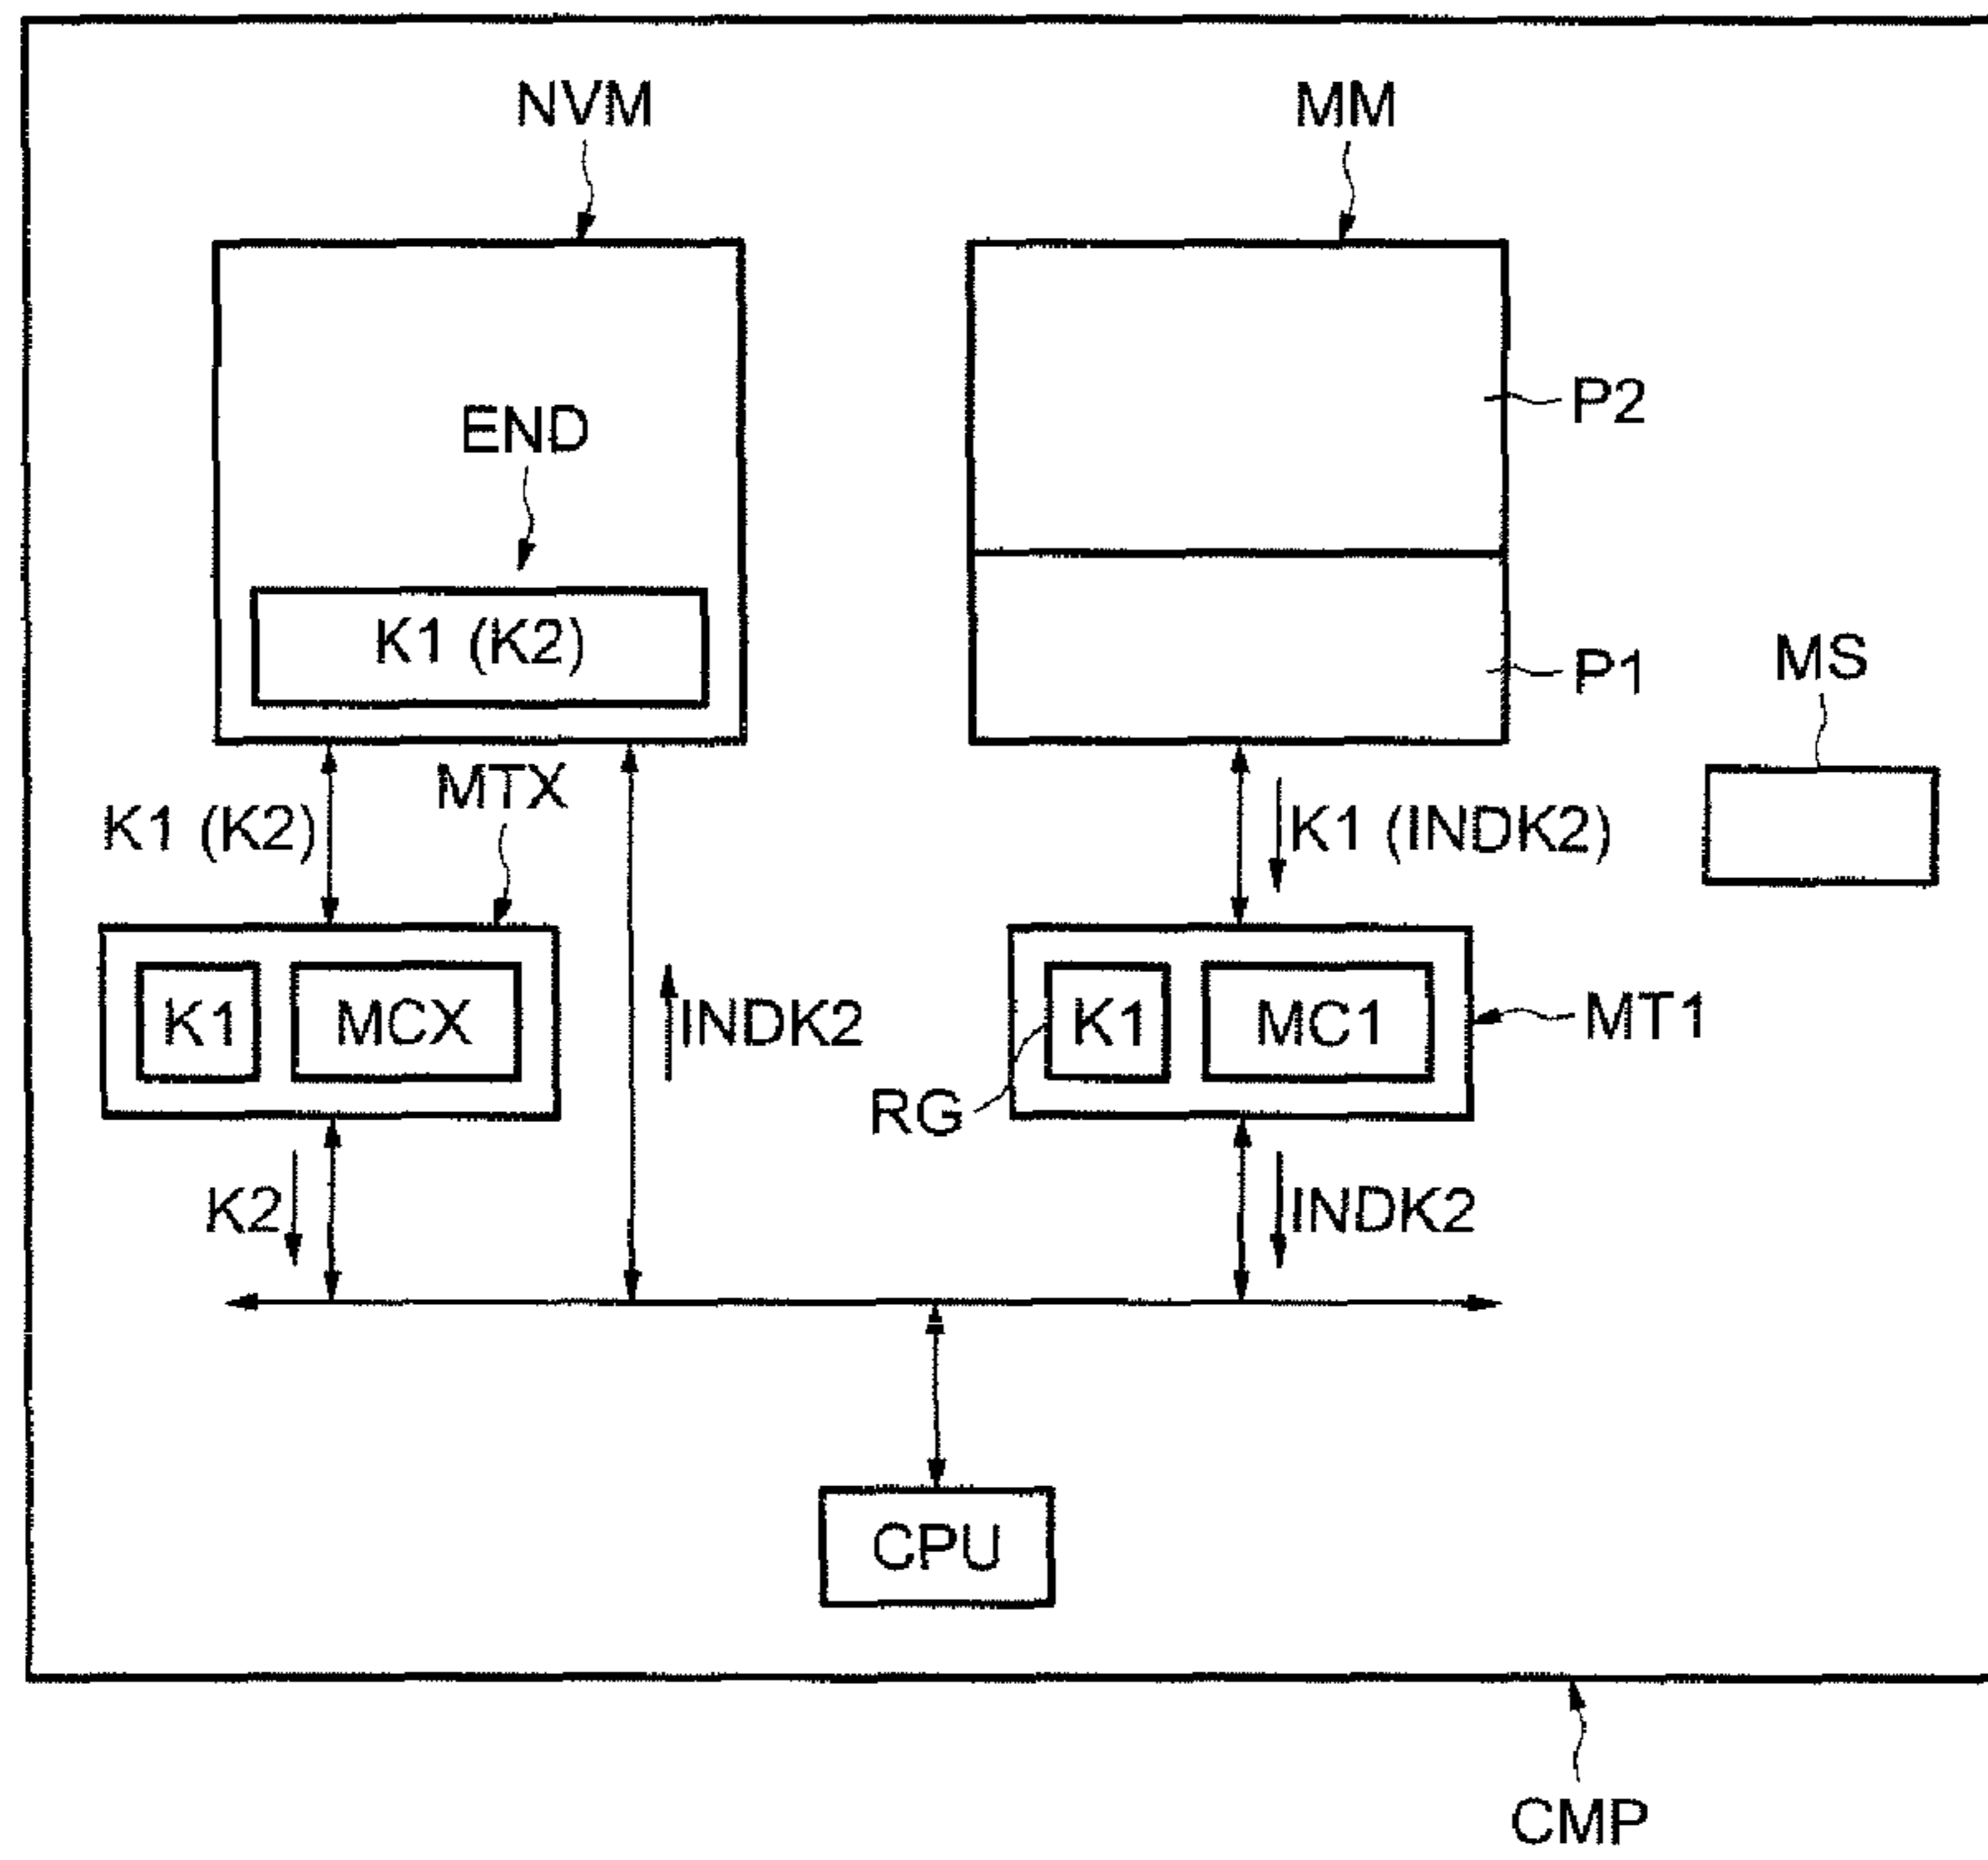 NVM
MM
END
P2
K1 (K2)
P1
MS
MTX
K1 (K2)
K1 (INDK2)
K1
MCX
INDK2
K1
MC1
MT1
RG
K2
INDK2
CPU
CMP